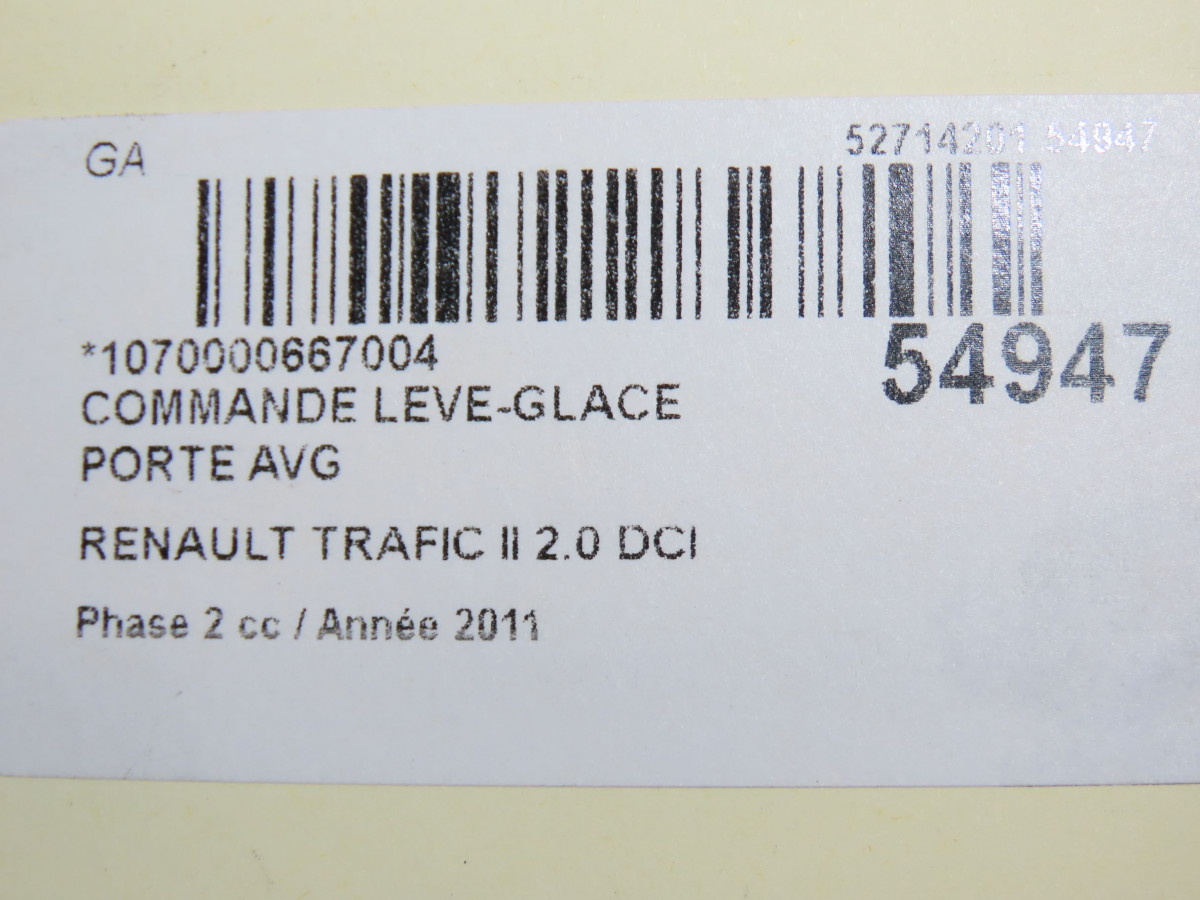 GA
52714201 54947
*1070000667004
54947
COMMANDE LEVE-GLACE
PORTE AVG
RENAULT TRAFIC II 2.0 DCI
Phase 2 cc / Année 2011